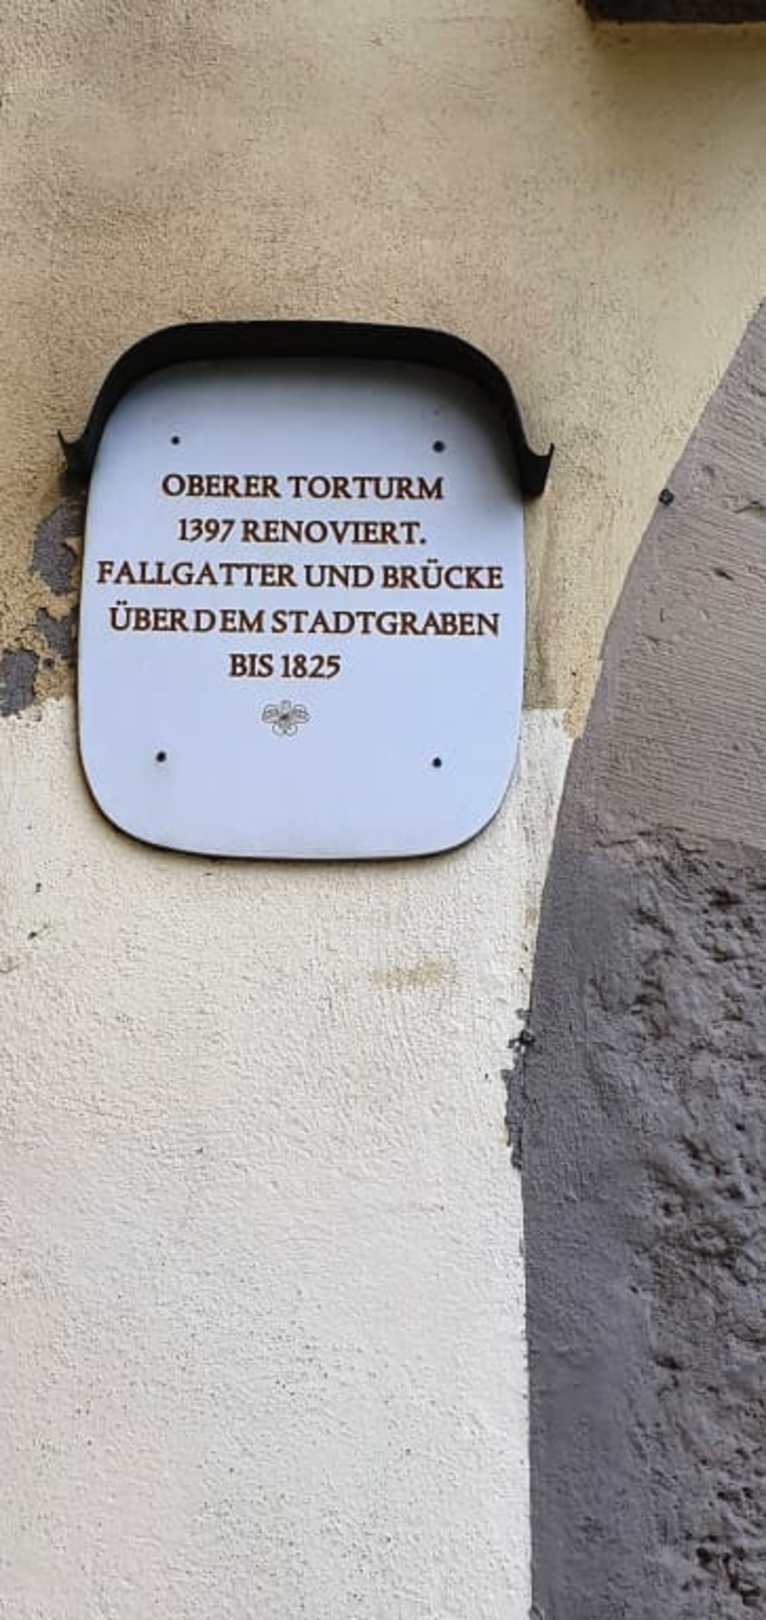 OBERER TORTURM
1397 RENOVIERT.
FALLGATTER UND BRÜCKE
ÜBER DEM STADTGRABEN
BIS 1825